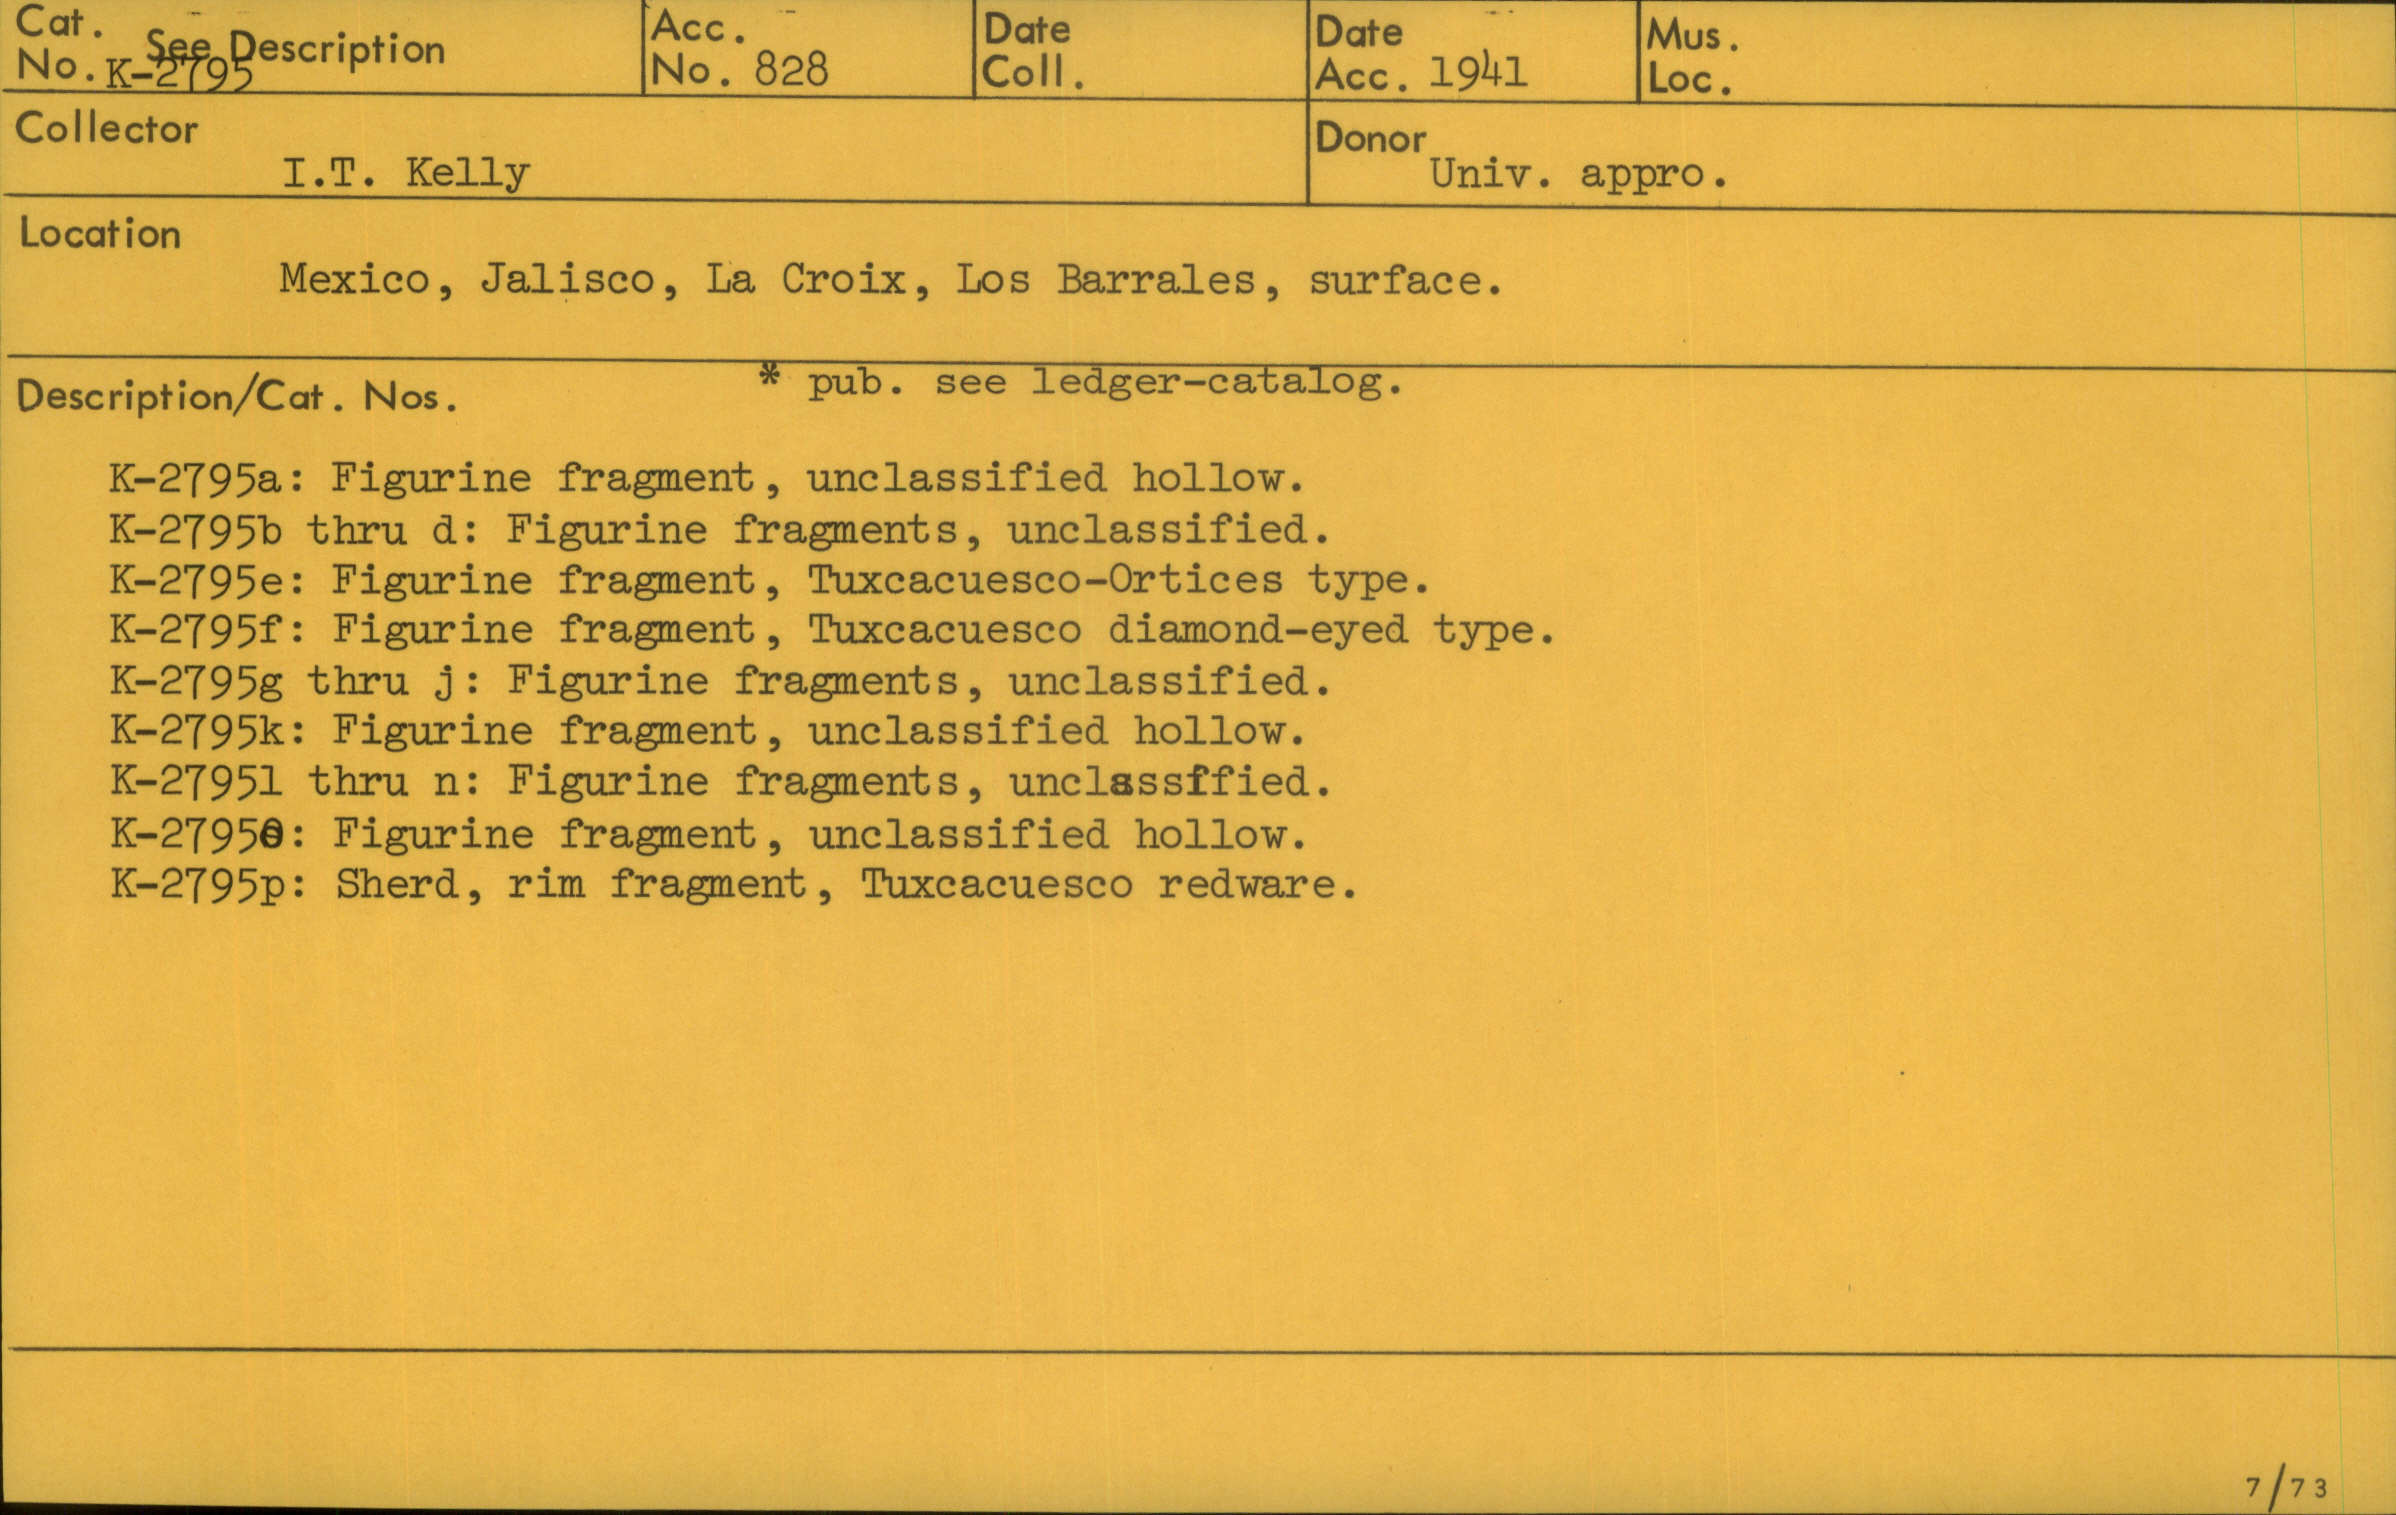 Cat. See Description
No. K-2795
Acc.
No. 828
Date
Coll.
Date
Acc. 1941
Mus.
Loc.
Collector
I.T. Kelly
Donor
Univ. appro.
Location
Mexico, Jalisco, La Croix, Los Barrales, surface.
Description/Cat. Nos.
* pub. see ledger-catalog.
K-2795a: Figurine fragment, unclassified hollow.
K-2795b thru d: Figurine fragments, unclassified.
K-2795e: Figurine fragment, Tuxcacuesco-Ortices type.
K-2795f: Figurine fragment, Tuxcacuesco diamond-eyed type.
K-2795g thru j: Figurine fragments, unclassified.
K-2795k: Figurine fragment, unclassified hollow.
K-2795l thru n: Figurine fragments, unclassffied.
K-2795o: Figurine fragment, unclassified hollow.
K-2795p: Sherd, rim fragment, Tuxcacuesco redware.
7/73